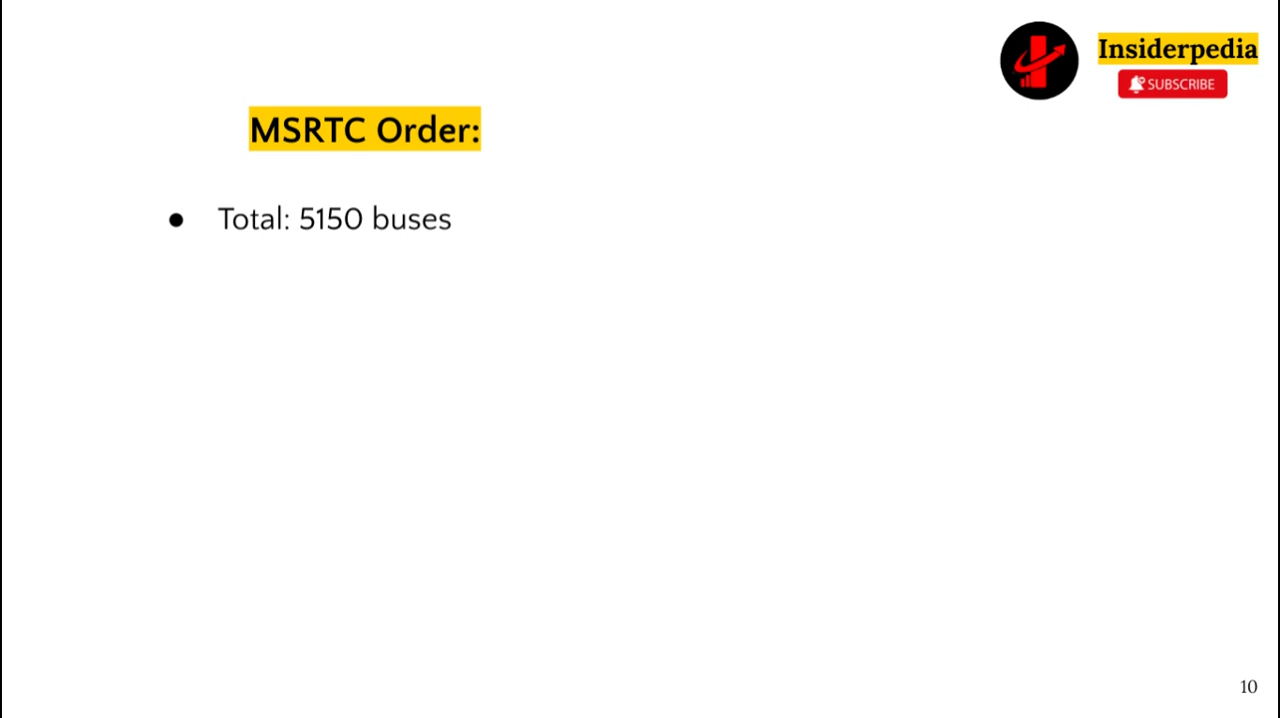 Insiderpedia
SUBSCRIBE
MSRTC Order:
● Total: 5150 buses
10